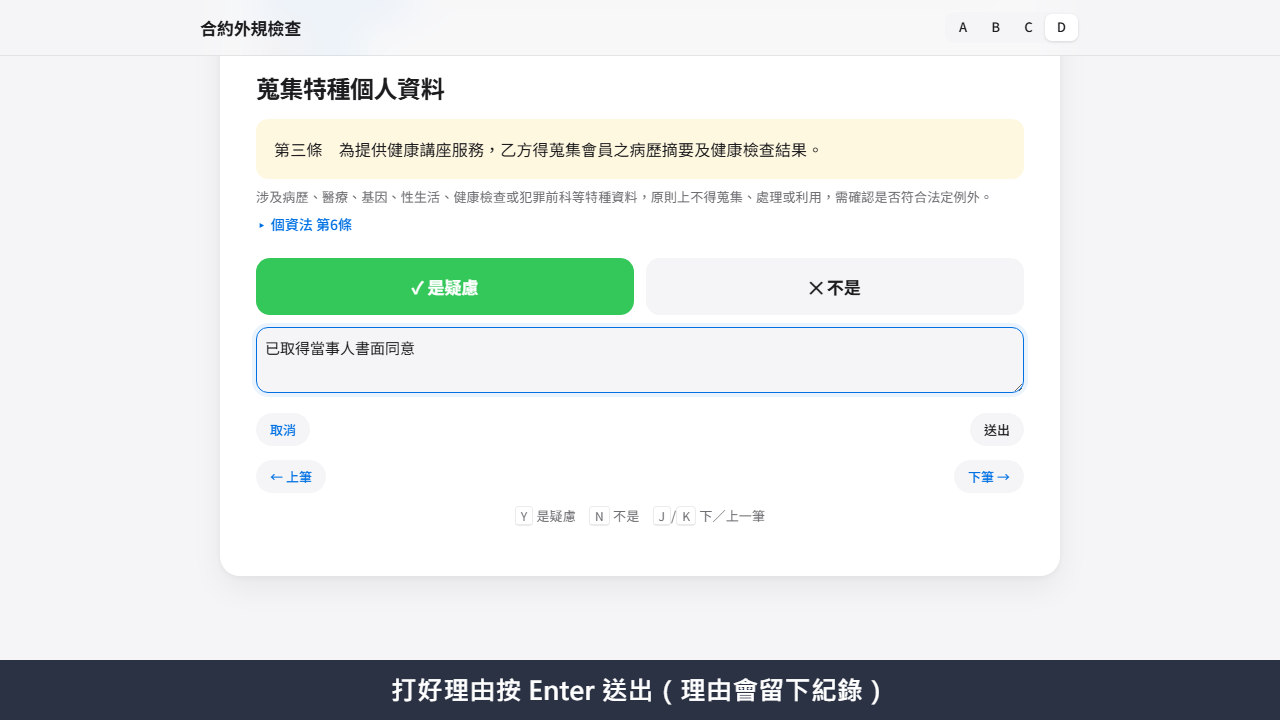 合約外規檢查
A B C D
蒐集特種個人資料
第三條　為提供健康講座服務，乙方得蒐集會員之病歷摘要及健康檢查結果。
涉及病歷、醫療、基因、性生活、健康檢查或犯罪前科等特種資料，原則上不得蒐集、處理或利用，需確認是否符合法定例外。
▸ 個資法 第6條
✓ 是疑慮
✕ 不是
已取得當事人書面同意
取消
送出
← 上筆
下筆 →
Y 是疑慮 N 不是 J/K 下／上一筆
打好理由按 Enter 送出（理由會留下紀錄）